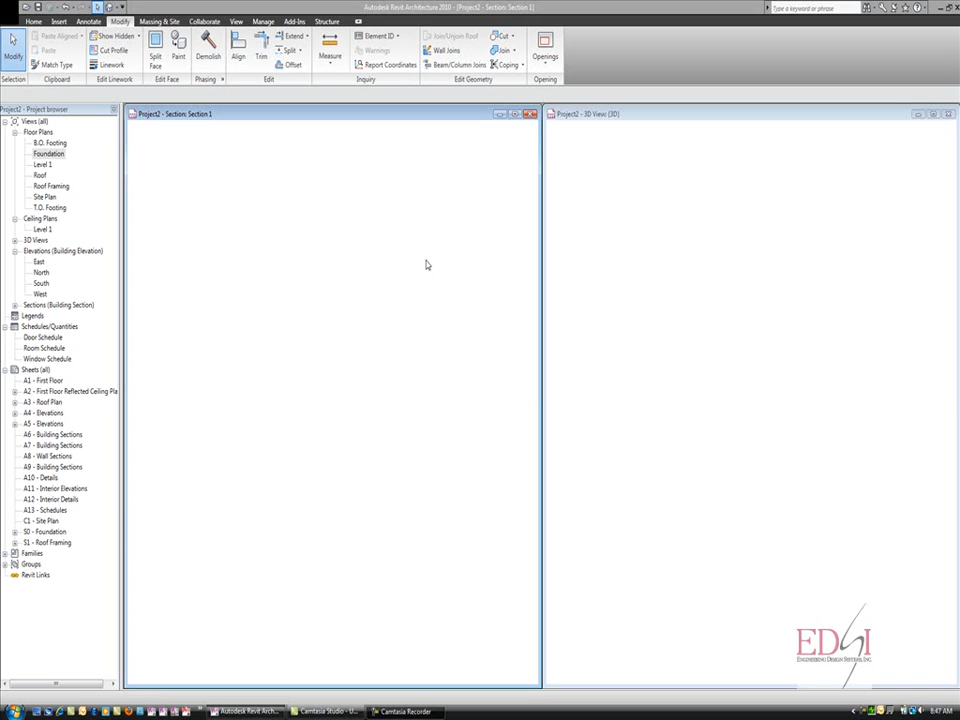 Autodesk Revit Architecture 2010 - [Project2 - Section: Section 1]
Type a keyword or phrase
Home Insert Annotate Modify Massing & Site Collaborate View Manage Add-Ins Structure
Modify
Paste Aligned
Paste
Match Type
Show Hidden
Cut Profile
Linework
Split Face
Paint
Demolish
Align
Trim
Extend
Split
Offset
Measure
Element ID
Warnings
Report Coordinates
Join/Unjoin Roof
Wall Joins
Beam/Column Joins
Cut
Join
Coping
Openings
Selection Clipboard Edit Linework Edit Face Phasing Edit Inquiry Edit Geometry Opening
Project2 - Project browser
Views (all)
Floor Plans
B.O. Footing
Foundation
Level 1
Roof
Roof Framing
Site Plan
T.O. Footing
Ceiling Plans
Level 1
3D Views
Elevations (Building Elevation)
East
North
South
West
Sections (Building Section)
Legends
Schedules/Quantities
Door Schedule
Room Schedule
Window Schedule
Sheets (all)
A1 - First Floor
A2 - First Floor Reflected Ceiling Pla
A3 - Roof Plan
A4 - Elevations
A5 - Elevations
A6 - Building Sections
A7 - Building Sections
A8 - Wall Sections
A9 - Building Sections
A10 - Details
A11 - Interior Elevations
A12 - Interior Details
A13 - Schedules
C1 - Site Plan
S0 - Foundation
S1 - Roof Framing
Families
Groups
Revit Links
Project2 - Section: Section 1
Project2 - 3D View: {3D}
EDSI
ENGINEERING DESIGN SYSTEMS, INC.
Autodesk Revit Arch...
Camtasia Studio - U...
Camtasia Recorder
8:47 AM